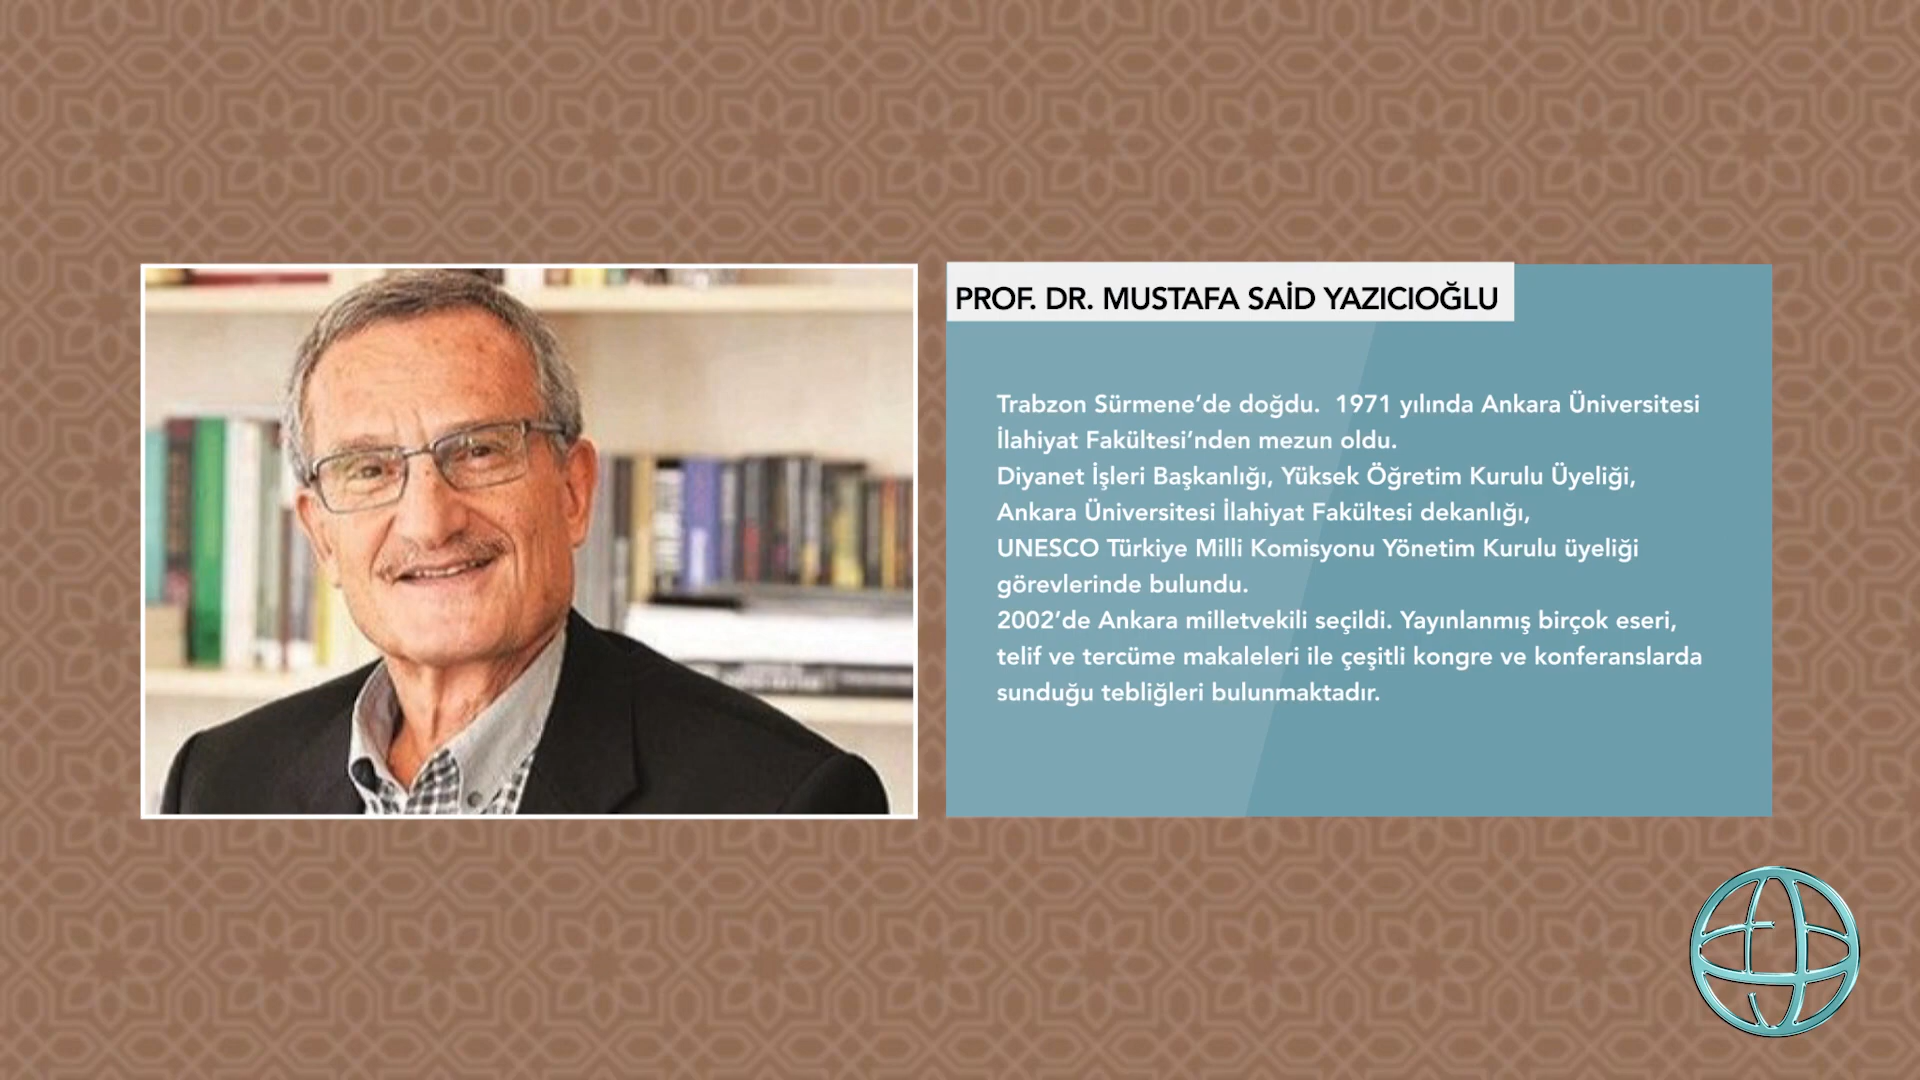 PROF. DR. MUSTAFA SAİD YAZICIOĞLU
Trabzon Sürmene’de doğdu.  1971 yılında Ankara Üniversitesi
İlahiyat Fakültesi’nden mezun oldu.
Diyanet İşleri Başkanlığı, Yüksek Öğretim Kurulu Üyeliği,
Ankara Üniversitesi İlahiyat Fakültesi dekanlığı,
UNESCO Türkiye Milli Komisyonu Yönetim Kurulu üyeliği
görevlerinde bulundu.
2002’de Ankara milletvekili seçildi. Yayınlanmış birçok eseri,
telif ve tercüme makaleleri ile çeşitli kongre ve konferanslarda
sunduğu tebliğleri bulunmaktadır.